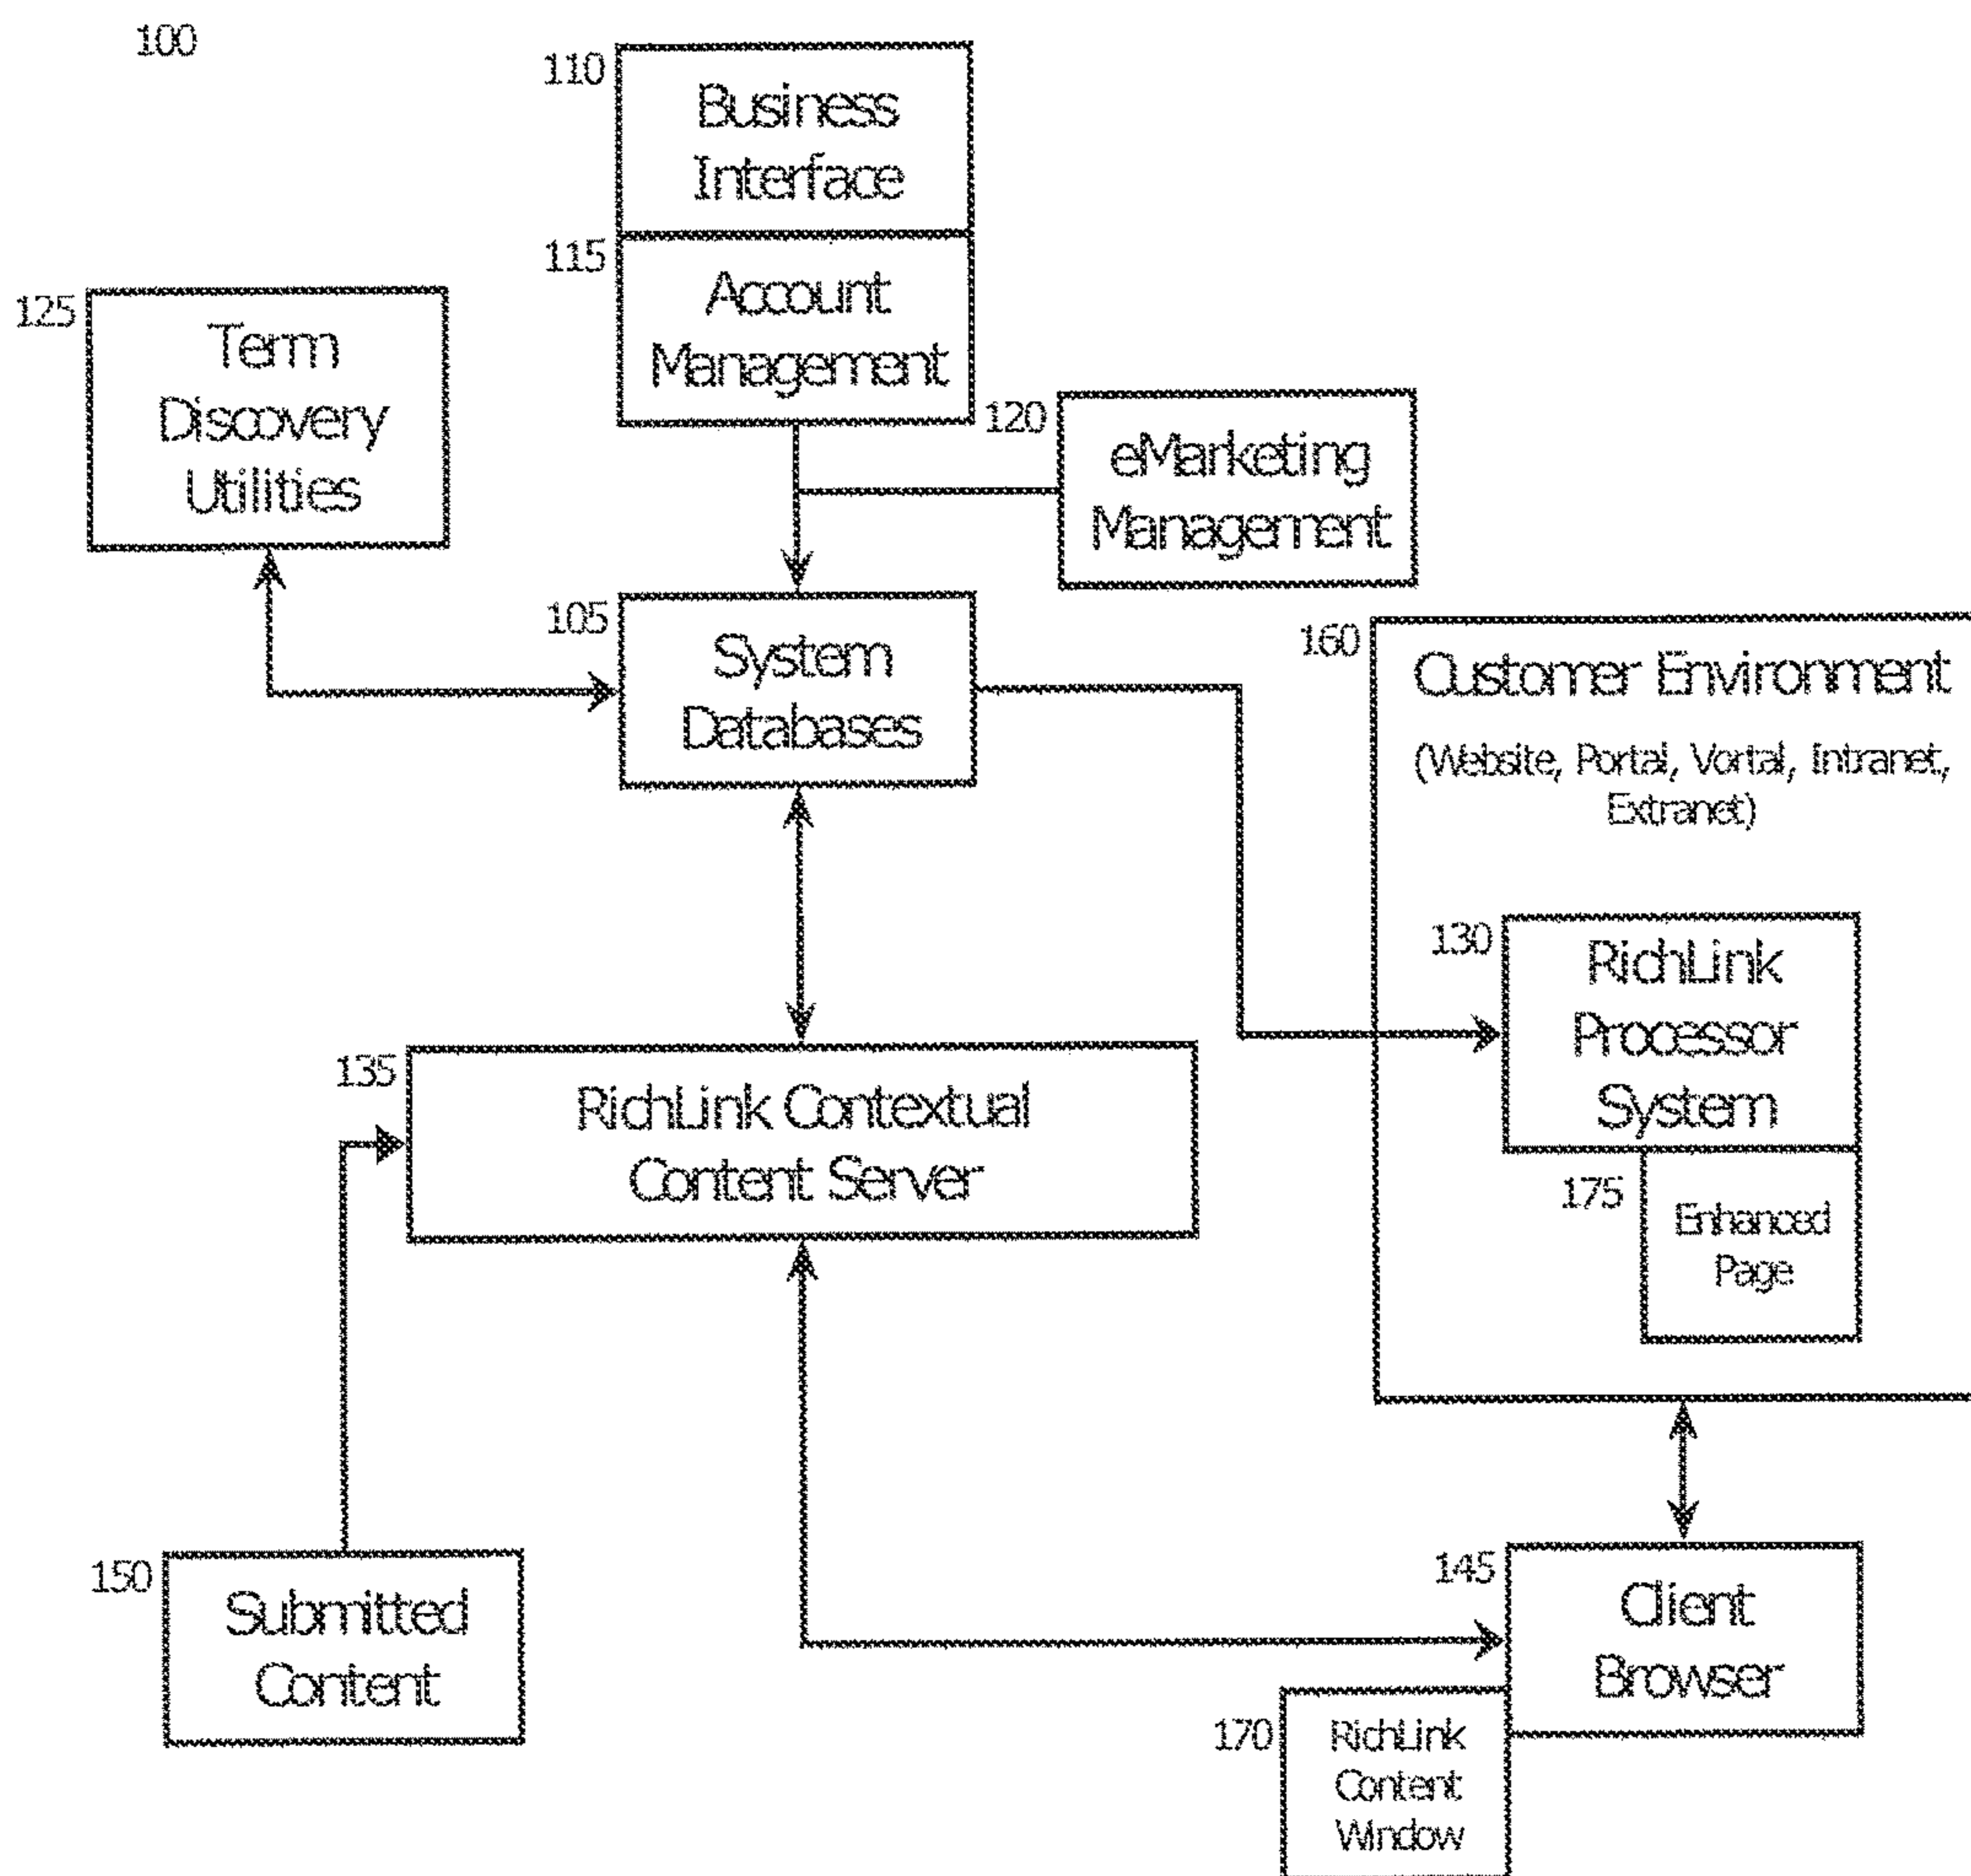 100
110
Business
Interface
115
Account
Management
125
Term
Discovery
Utilities
120
eMarketing
Management
105
System
Databases
160
Customer Environment
(Website, Portal, Vortal, Intranet,
Extranet)
130
RichLink
Processor
System
175
Enhanced
Page
135
RichLink Contextual
Content Server
150
Submitted
Content
145
Client
Browser
170
RichLink
Content
Window